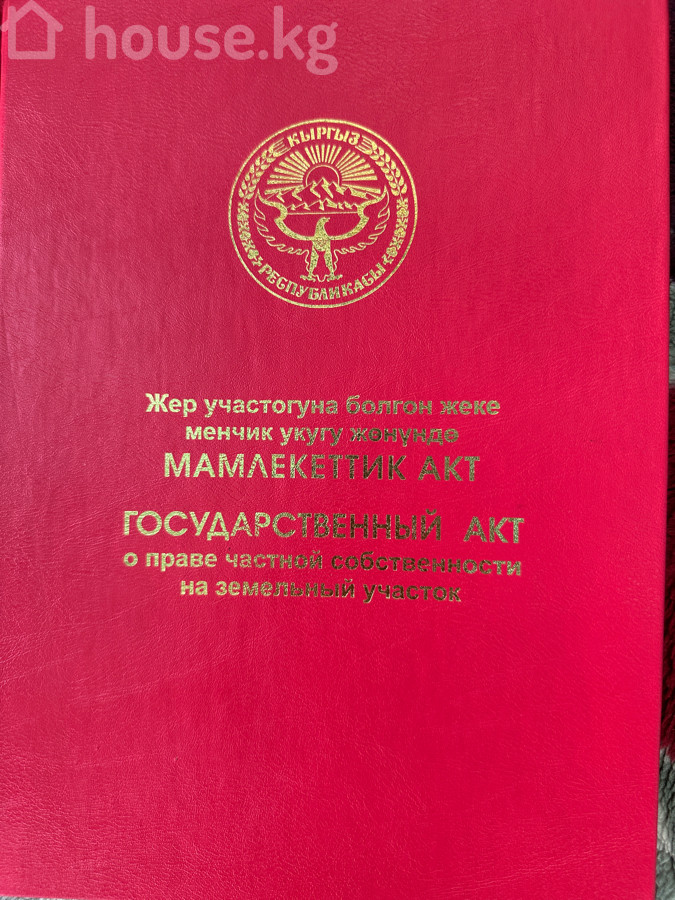 house.kg
КЫРГЫЗ
РЕСПУБЛИКАСЫ
Жер участогуна болгон жеке
менчик укугу жөнүндө
МАМЛЕКЕТТИК АКТ
ГОСУДАРСТВЕННЫЙ АКТ
о праве частной собственности
на земельный участок